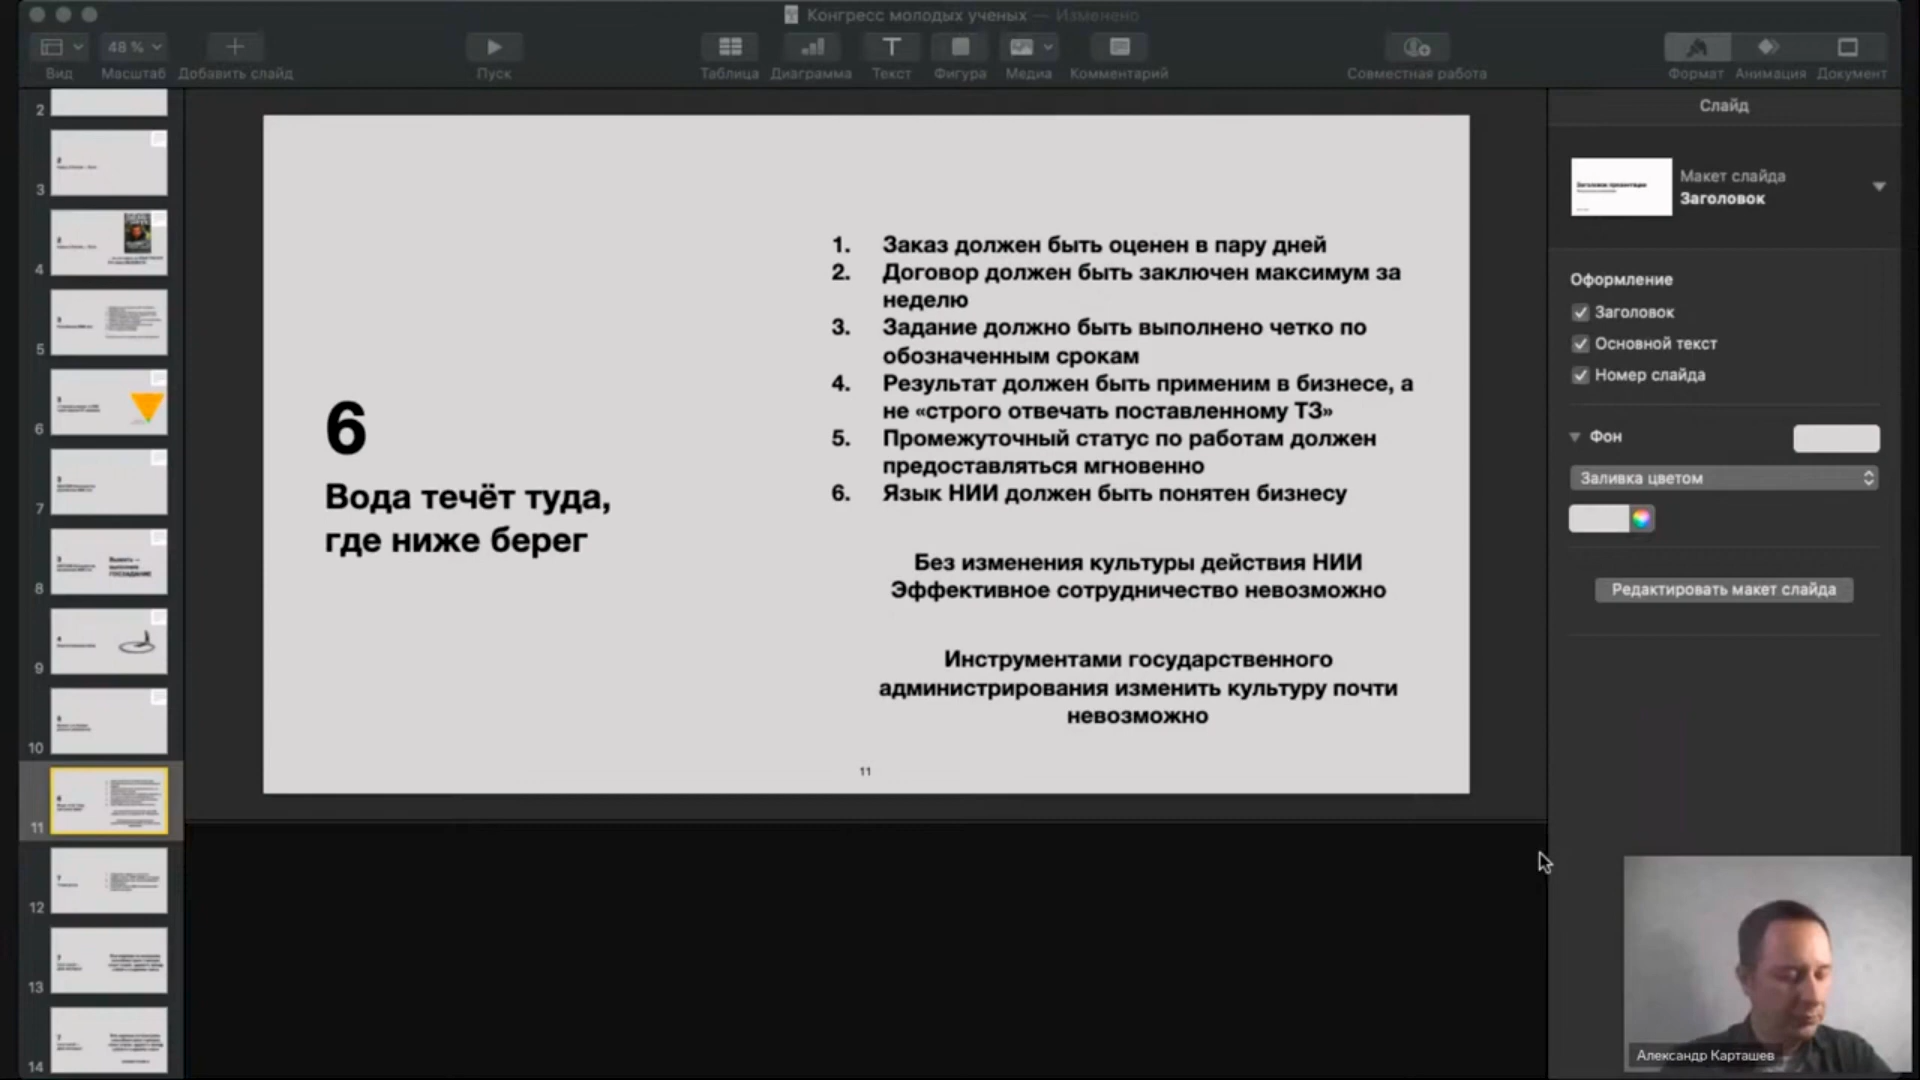 Конгресс молодых ученых — Изменено
48 %
Вид
Масштаб
Добавить слайд
Пуск
Таблица
Диаграмма
Текст
Фигура
Медиа
Комментарий
Совместная работа
Формат
Анимация
Документ
2
3
4
5
6
7
8
9
10
11
12
13
14
6
Вода течёт туда,
где ниже берег
1. Заказ должен быть оценен в пару дней
2. Договор должен быть заключен максимум за
неделю
3. Задание должно быть выполнено четко по
обозначенным срокам
4. Результат должен быть применим в бизнесе, а
не «строго отвечать поставленному ТЗ»
5. Промежуточный статус по работам должен
предоставляться мгновенно
6. Язык НИИ должен быть понятен бизнесу
Без изменения культуры действия НИИ
Эффективное сотрудничество невозможно
Инструментами государственного
администрирования изменить культуру почти
невозможно
11
Слайд
Макет слайда
Заголовок
Оформление
Заголовок
Основной текст
Номер слайда
Фон
Заливка цветом
Редактировать макет слайда
Александр Карташев